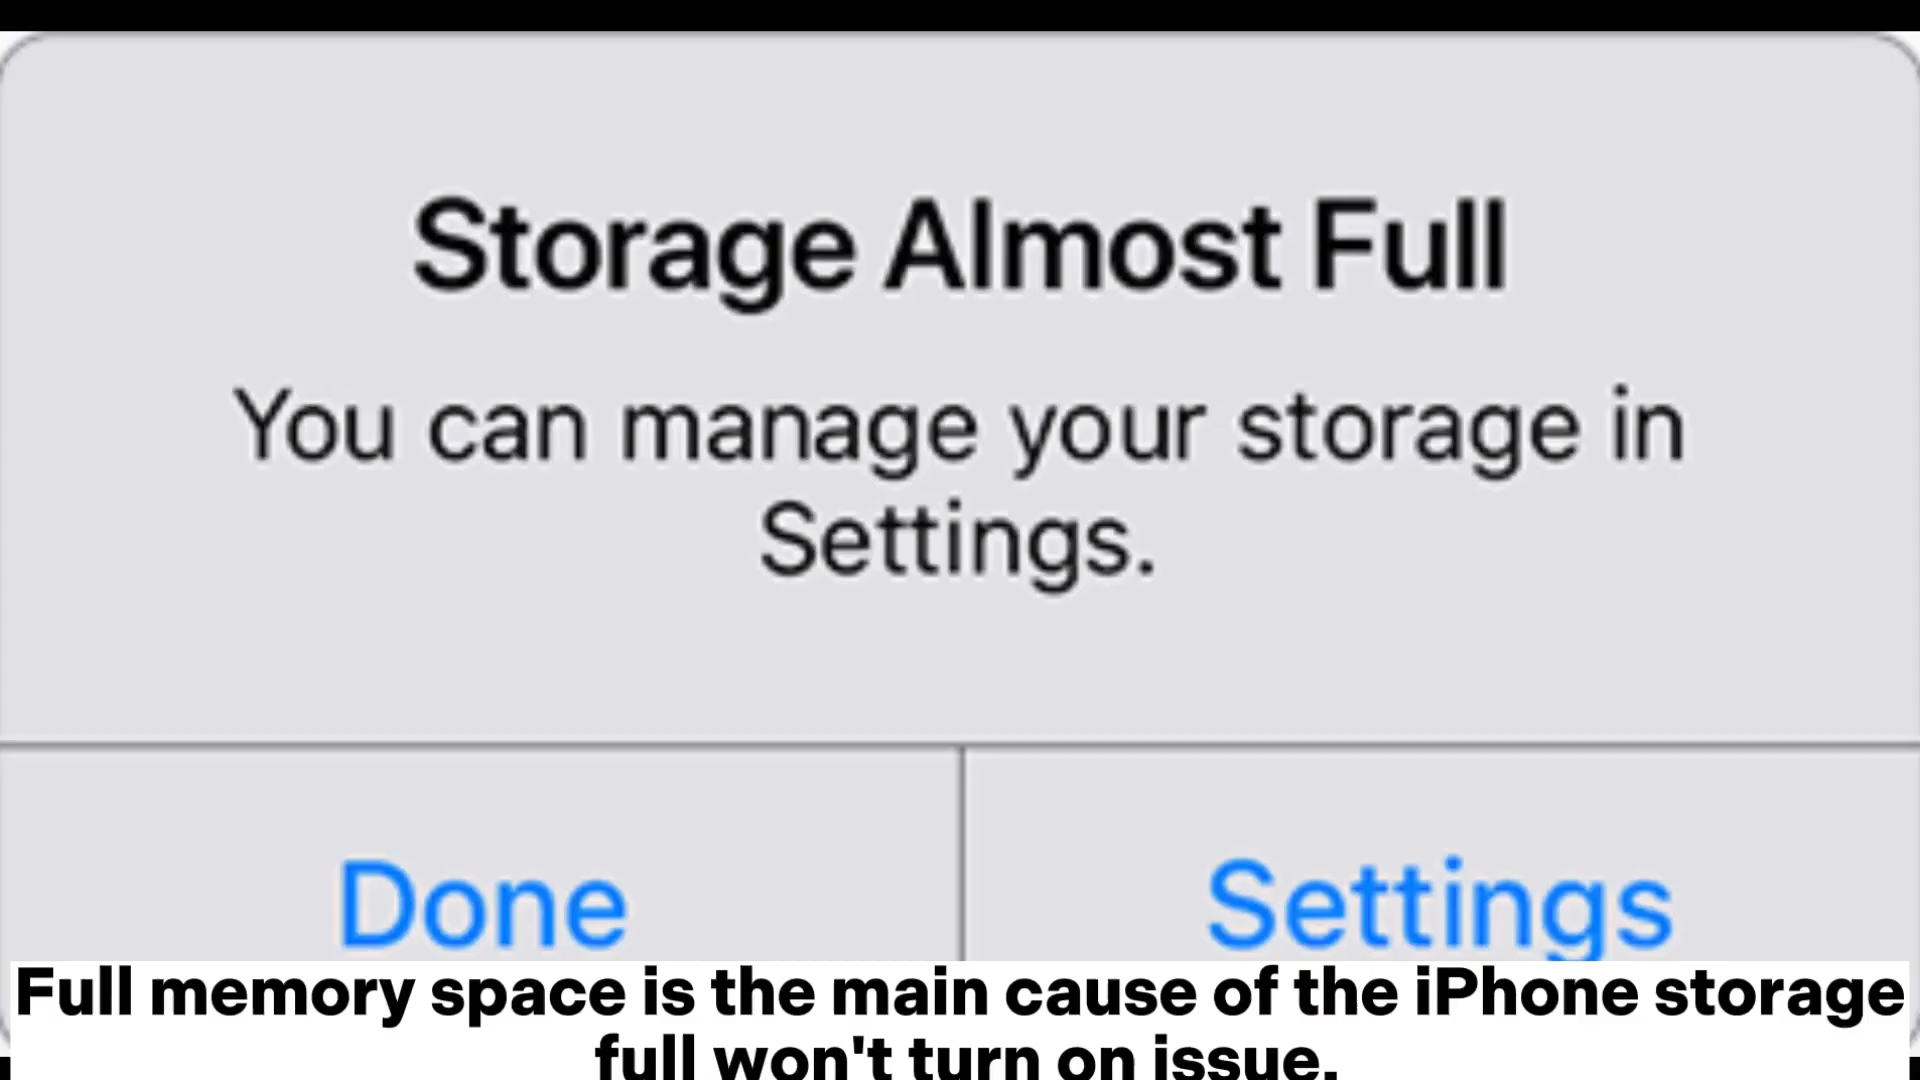 Storage Almost Full
You can manage your storage in
Settings.
Done
Settings
Full memory space is the main cause of the iPhone storage
full won't turn on issue.